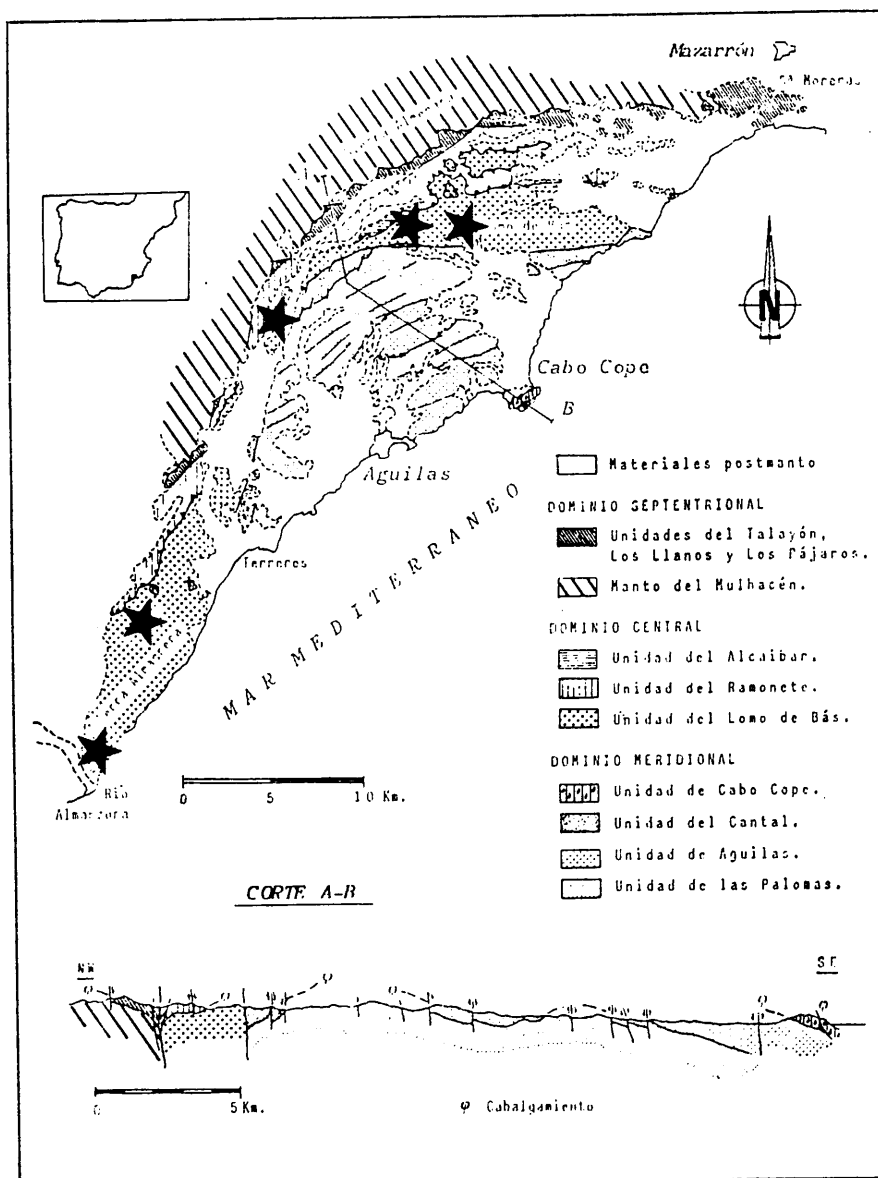 Mazarrón
N
Cabo Cope
B
Aguilas
Terreros
MAR MEDITERRANEO
Río
Almanzora
0 5 10 Km.
Materiales postmanto
DOMINIO SEPTENTRIONAL
Unidades del Talayón,
Los Llanos y Los Pájaros.
Manto del Mulhacén.
DOMINIO CENTRAL
Unidad del Alcaibar.
Unidad del Ramonete.
Unidad del Lomo de Bás.
DOMINIO MERIDIONAL
Unidad de Cabo Cope.
Unidad del Cantal.
Unidad de Aguilas.
Unidad de las Palomas.
CORTE A-B
NW
SE
0 5 Km.
φ Cabalgamiento